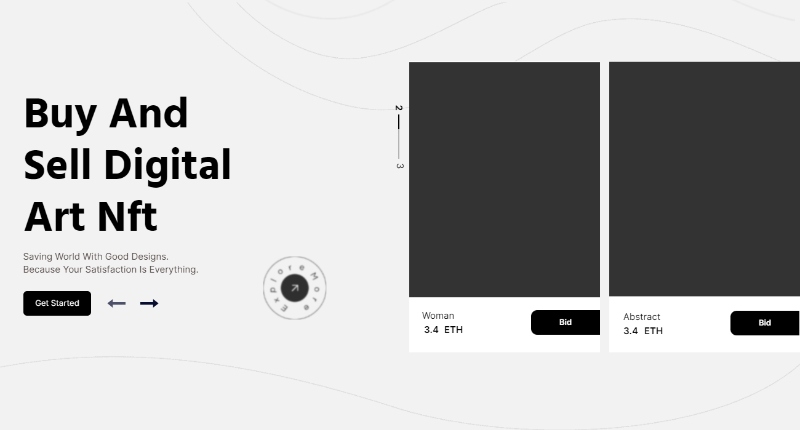 Buy And
Sell Digital
Art Nft
Saving World With Good Designs.
Because Your Satisfaction Is Everything.
Get Started
Explore More
2
3
Woman
3.4 ETH
Bid
Abstract
3.4 ETH
Bid